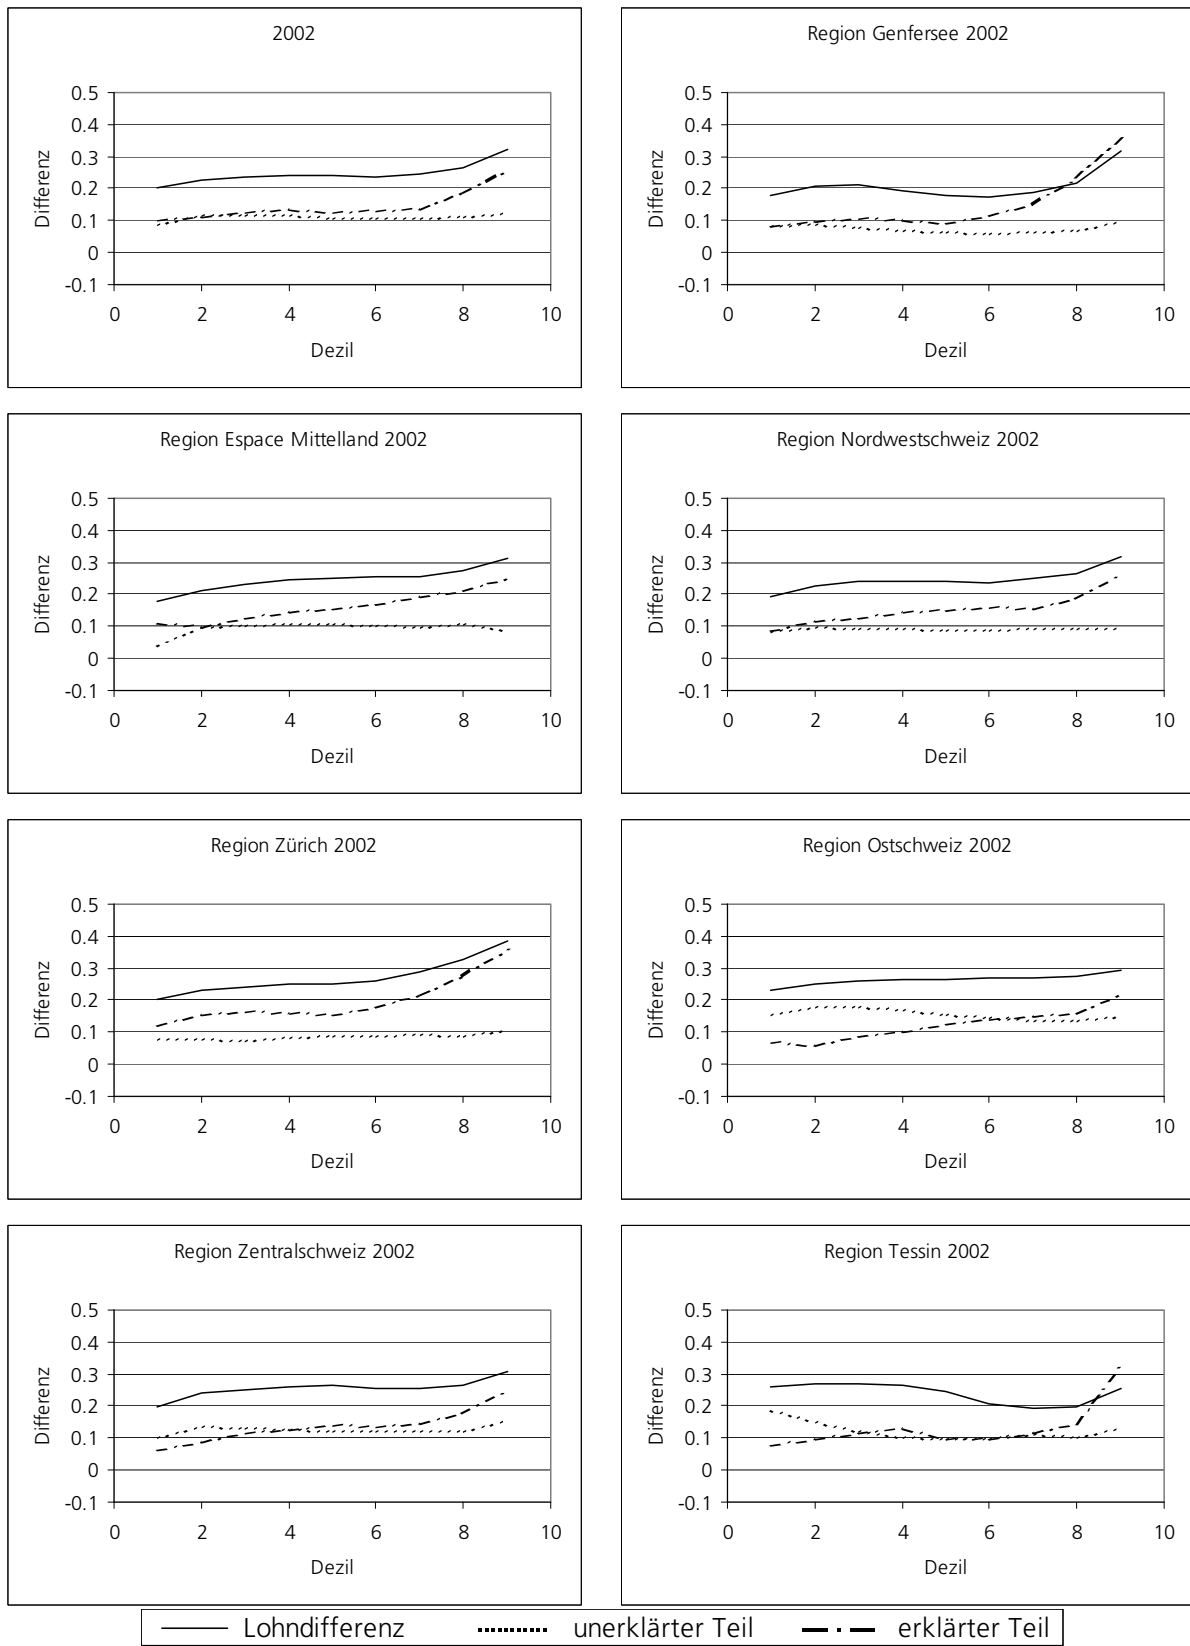 2002
0.5
0.4
0.3
0.2
0.1
0
-0.1
Differenz
0 2 4 6 8 10
Dezil
Region Genfersee 2002
0.5
0.4
0.3
0.2
0.1
0
-0.1
Differenz
0 2 4 6 8 10
Dezil
Region Espace Mittelland 2002
0.5
0.4
0.3
0.2
0.1
0
-0.1
Differenz
0 2 4 6 8 10
Dezil
Region Nordwestschweiz 2002
0.5
0.4
0.3
0.2
0.1
0
-0.1
Differenz
0 2 4 6 8 10
Dezil
Region Zürich 2002
0.5
0.4
0.3
0.2
0.1
0
-0.1
Differenz
0 2 4 6 8 10
Dezil
Region Ostschweiz 2002
0.5
0.4
0.3
0.2
0.1
0
-0.1
Differenz
0 2 4 6 8 10
Dezil
Region Zentralschweiz 2002
0.5
0.4
0.3
0.2
0.1
0
-0.1
Differenz
0 2 4 6 8 10
Dezil
Region Tessin 2002
0.5
0.4
0.3
0.2
0.1
0
-0.1
Differenz
0 2 4 6 8 10
Dezil
Lohndifferenz unerklärter Teil erklärter Teil